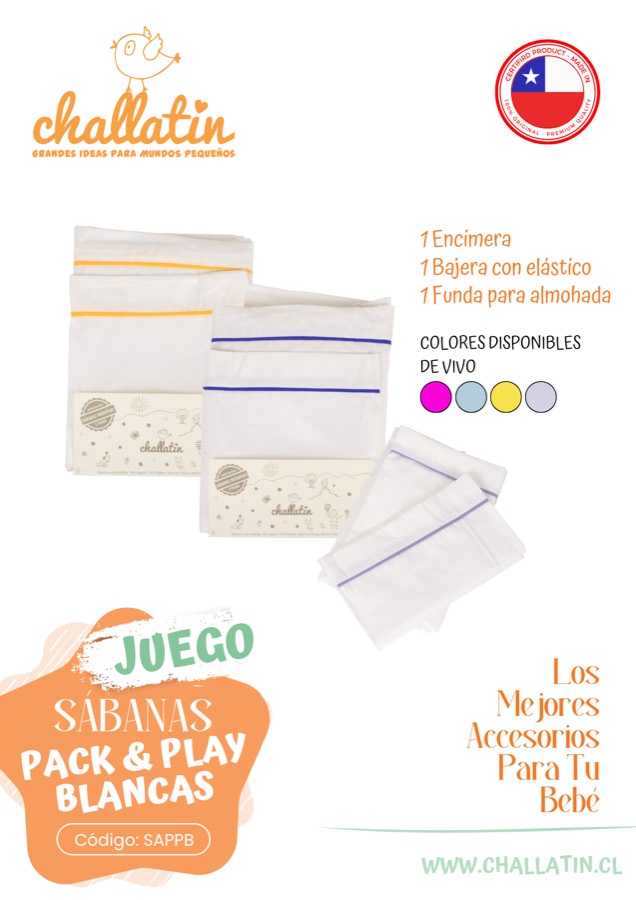 challatin
GRANDES IDEAS PARA MUNDOS PEQUEÑOS
CERTIFIRD PRODUCT - MADE IN
100% ORIGINAL - PREMIUM QUALITY
1 Encimera
1 Bajera con elástico
1 Funda para almohada
COLORES DISPONIBLES
DE VIVO
challatin
challatin
JUEGO
SÁBANAS
PACK & PLAY
BLANCAS
Código: SAPPB
Los
Mejores
Accesorios
Para Tu
Bebé
WWW.CHALLATIN.CL